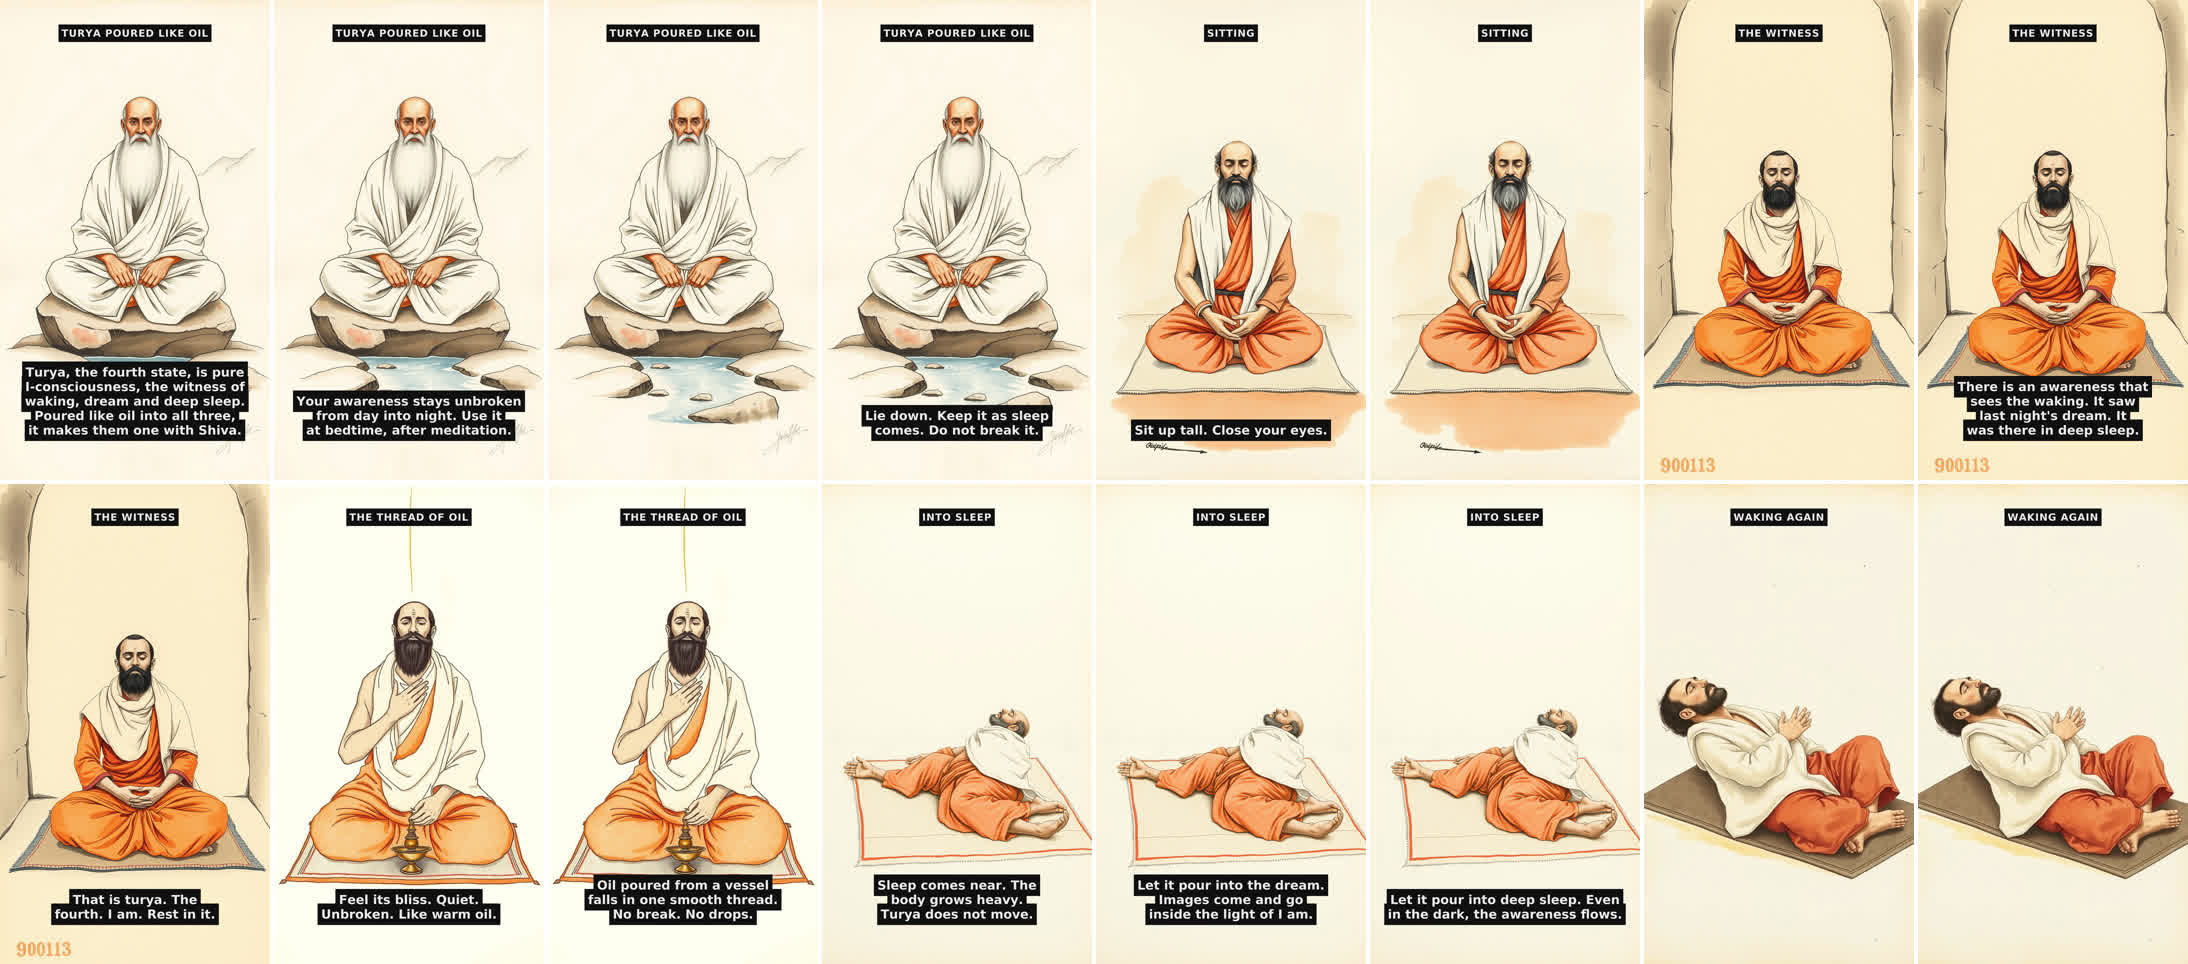 TURYA POURED LIKE OIL
Turya, the fourth state, is pure
I-consciousness, the witness of
waking, dream and deep sleep.
Poured like oil into all three,
it makes them one with Shiva.
TURYA POURED LIKE OIL
Your awareness stays unbroken
from day into night. Use it
at bedtime, after meditation.
TURYA POURED LIKE OIL
TURYA POURED LIKE OIL
Lie down. Keep it as sleep
comes. Do not break it.
SITTING
Sit up tall. Close your eyes.
SITTING
THE WITNESS
900113
THE WITNESS
There is an awareness that
sees the waking. It saw
last night's dream. It
was there in deep sleep.
900113
THE WITNESS
That is turya. The
fourth. I am. Rest in it.
900113
THE THREAD OF OIL
Feel its bliss. Quiet.
Unbroken. Like warm oil.
THE THREAD OF OIL
Oil poured from a vessel
falls in one smooth thread.
No break. No drops.
INTO SLEEP
Sleep comes near. The
body grows heavy.
Turya does not move.
INTO SLEEP
Let it pour into the dream.
Images come and go
inside the light of I am.
INTO SLEEP
Let it pour into deep sleep. Even
in the dark, the awareness flows.
WAKING AGAIN
WAKING AGAIN